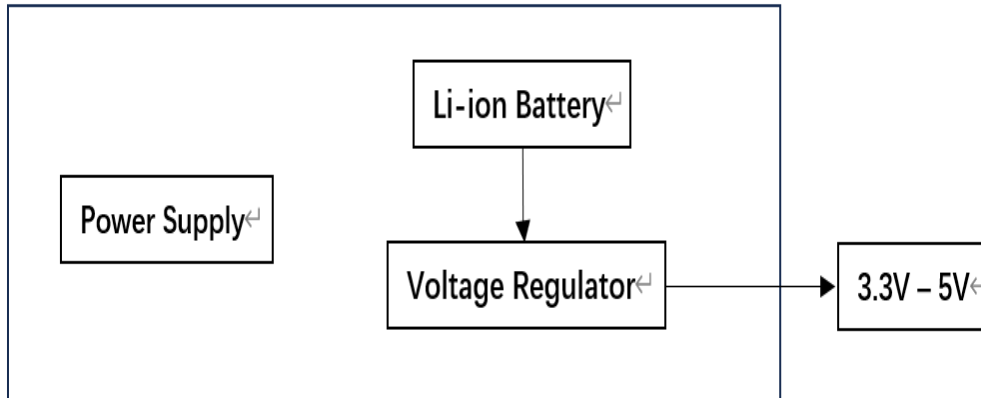 Li-ion Battery
Power Supply
Voltage Regulator
3.3V – 5V